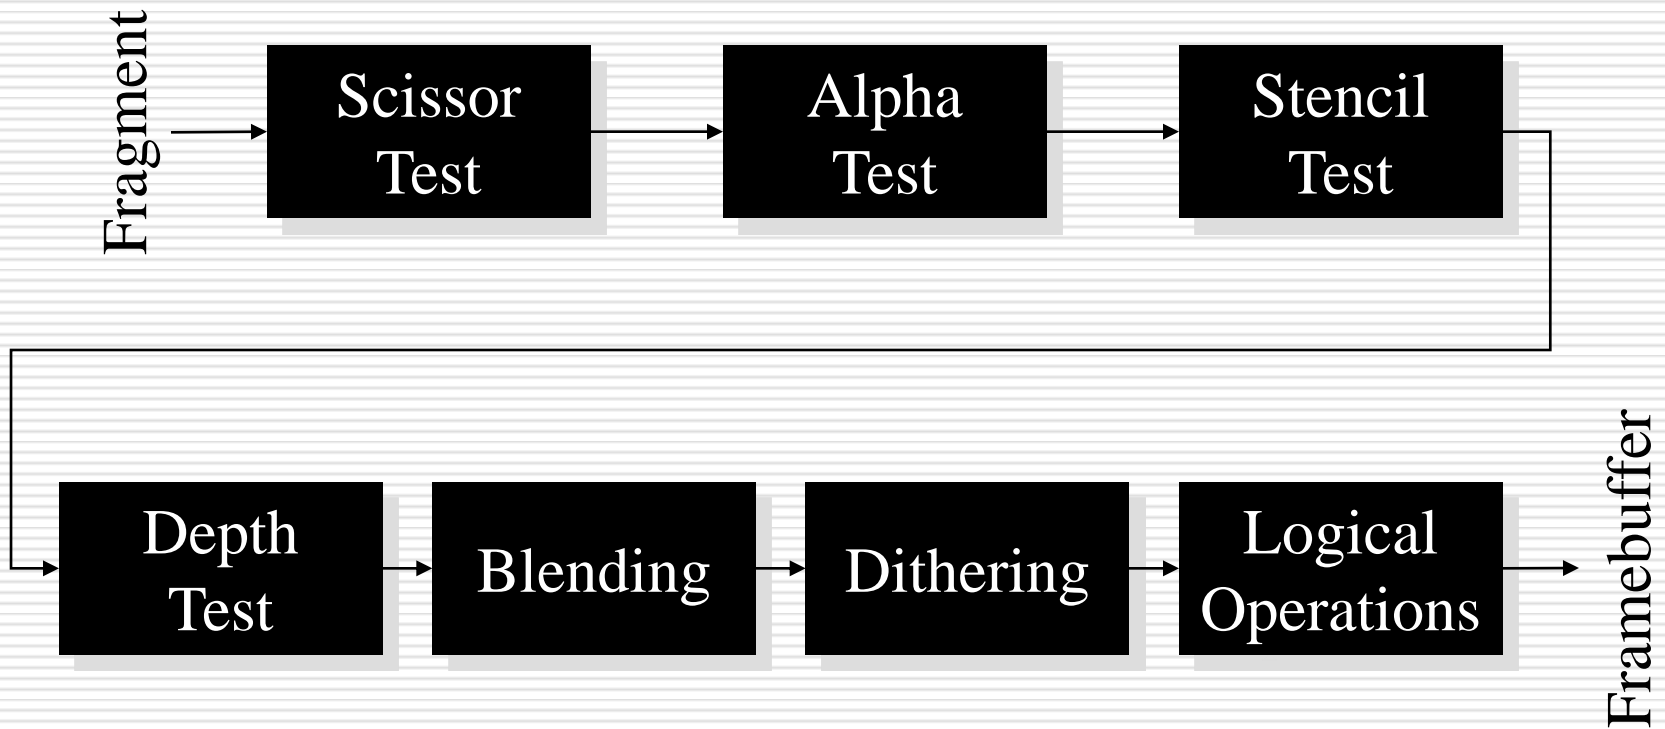 Fragment
Scissor
Test
Alpha
Test
Stencil
Test
Depth
Test
Blending
Dithering
Logical
Operations
Framebuffer